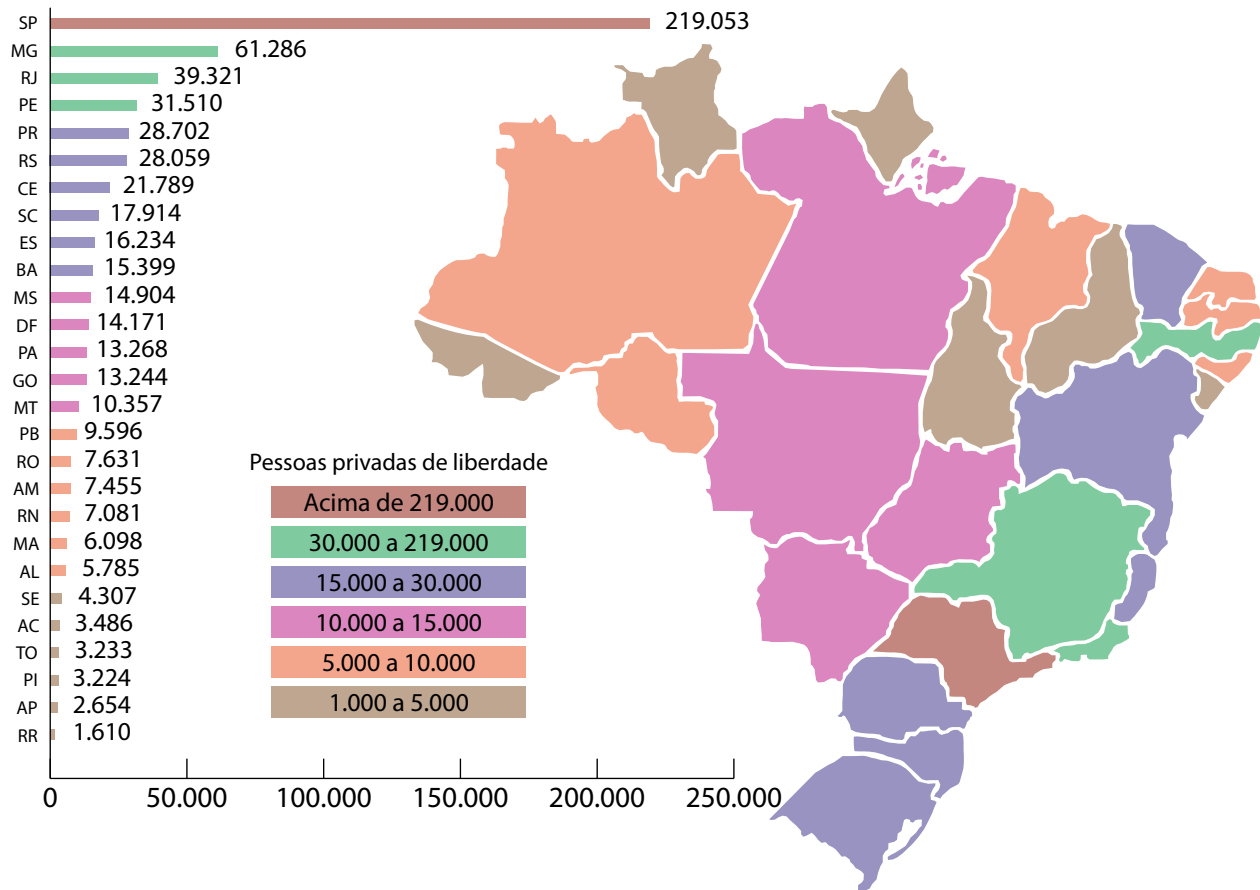 SP 219.053
MG 61.286
RJ 39.321
PE 31.510
PR 28.702
RS 28.059
CE 21.789
SC 17.914
ES 16.234
BA 15.399
MS 14.904
DF 14.171
PA 13.268
GO 13.244
MT 10.357
PB 9.596
RO 7.631
AM 7.455
RN 7.081
MA 6.098
AL 5.785
SE 4.307
AC 3.486
TO 3.233
PI 3.224
AP 2.654
RR 1.610
0 50.000 100.000 150.000 200.000 250.000
Pessoas privadas de liberdade
Acima de 219.000
30.000 a 219.000
15.000 a 30.000
10.000 a 15.000
5.000 a 10.000
1.000 a 5.000